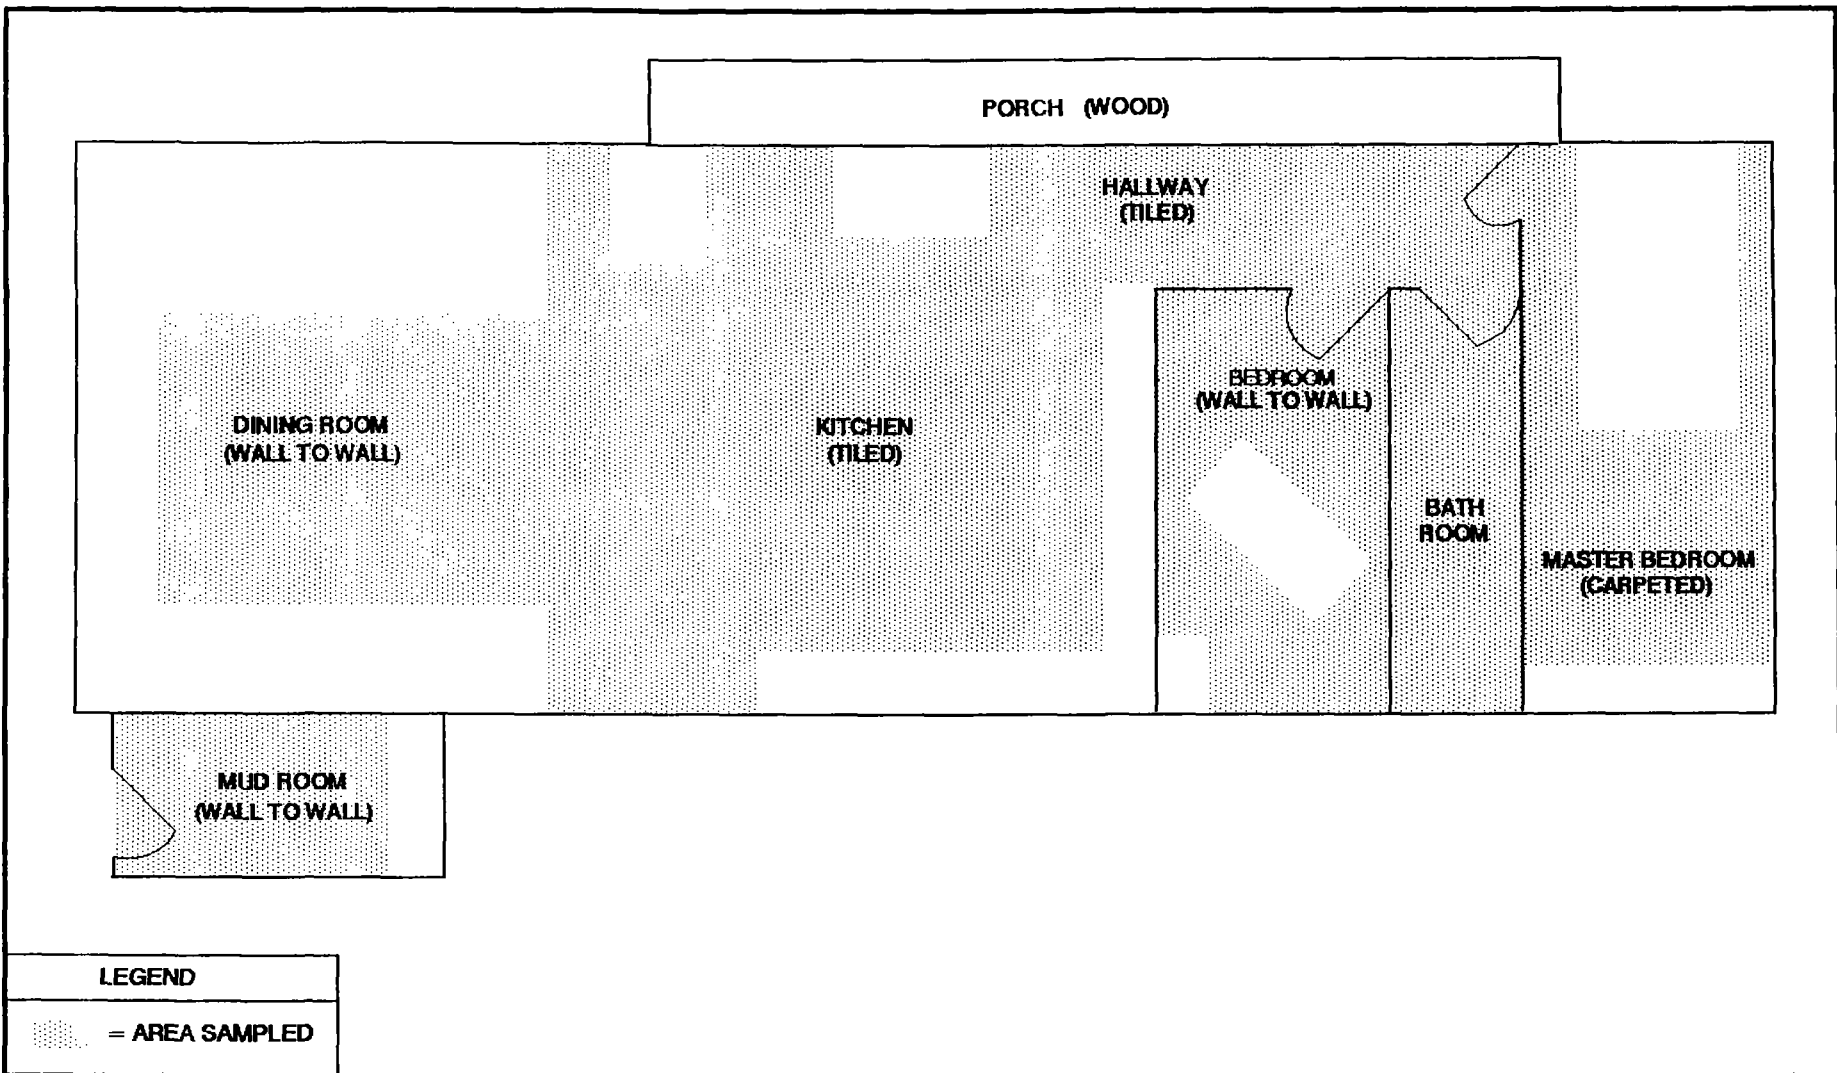 PORCH (WOOD)
HALLWAY
(TILED)
BEDROOM
(WALL TO WALL)
DINING ROOM
(WALL TO WALL)
KITCHEN
(TILED)
BATH
ROOM
MASTER BEDROOM
(CARPETED)
MUD ROOM
(WALL TO WALL)
LEGEND
= AREA SAMPLED